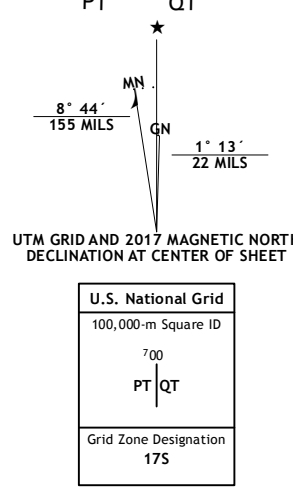 PT QT
MN
GN
8° 44´
155 MILS
1° 13´
22 MILS
UTM GRID AND 2017 MAGNETIC NORTH
DECLINATION AT CENTER OF SHEET
U.S. National Grid
100,000-m Square ID
700
PT QT
Grid Zone Designation
17S